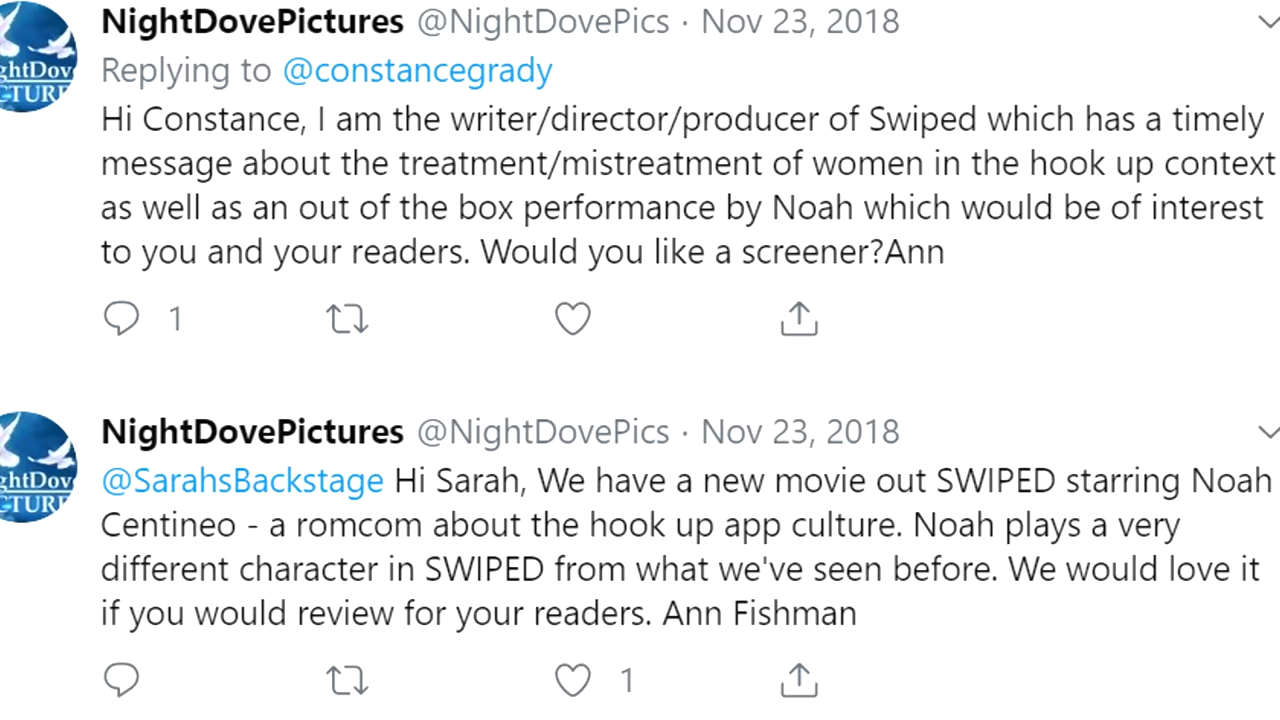 NightDovePictures @NightDovePics · Nov 23, 2018
Replying to @constancegrady
Hi Constance, I am the writer/director/producer of Swiped which has a timely
message about the treatment/mistreatment of women in the hook up context
as well as an out of the box performance by Noah which would be of interest
to you and your readers. Would you like a screener?Ann
1
NightDovePictures @NightDovePics · Nov 23, 2018
@SarahsBackstage Hi Sarah, We have a new movie out SWIPED starring Noah
Centineo - a romcom about the hook up app culture. Noah plays a very
different character in SWIPED from what we've seen before. We would love it
if you would review for your readers. Ann Fishman
1